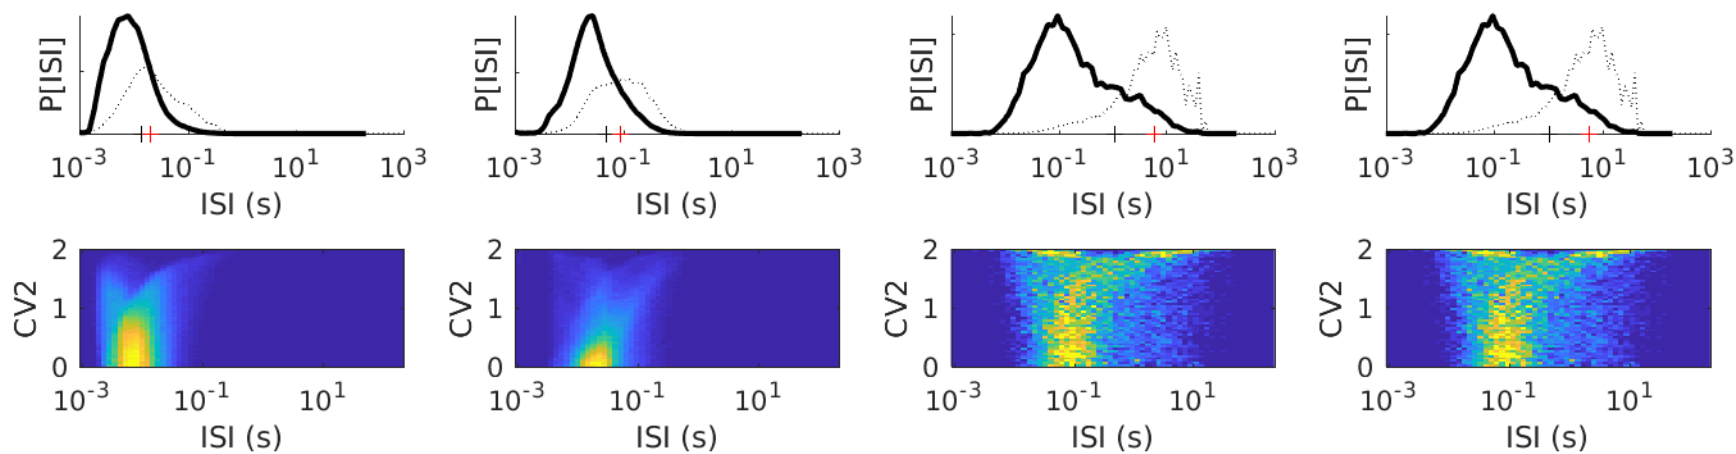 P[ISI] P[ISI] P[ISI] P[ISI]
10^-3 10^-1 10^1 10^3 10^-3 10^-1 10^1 10^3 10^-3 10^-1 10^1 10^3 10^-3 10^-1 10^1 10^3
ISI (s) ISI (s) ISI (s) ISI (s)
2 2 2 2
CV2 1 CV2 1 CV2 1 CV2 1
0 0 0 0
10^-3 10^-1 10^1 10^-3 10^-1 10^1 10^-3 10^-1 10^1 10^-3 10^-1 10^1
ISI (s) ISI (s) ISI (s) ISI (s)